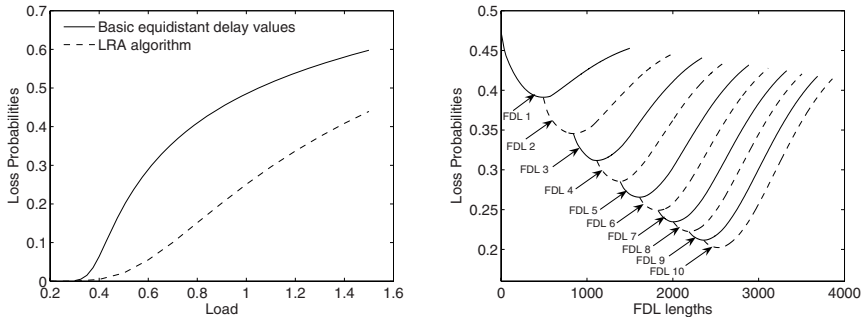 0.7
0.6
0.5
0.4
0.3
0.2
0.1
0
Loss Probabilities
Basic equidistant delay values
LRA algorithm
0.2
0.4
0.6
0.8
1
1.2
1.4
1.6
Load
0.5
0.45
0.4
0.35
0.3
0.25
0.2
Loss Probabilities
FDL 1
FDL 2
FDL 3
FDL 4
FDL 5
FDL 6
FDL 7
FDL 8
FDL 9
FDL 10
0
1000
2000
3000
4000
FDL lengths